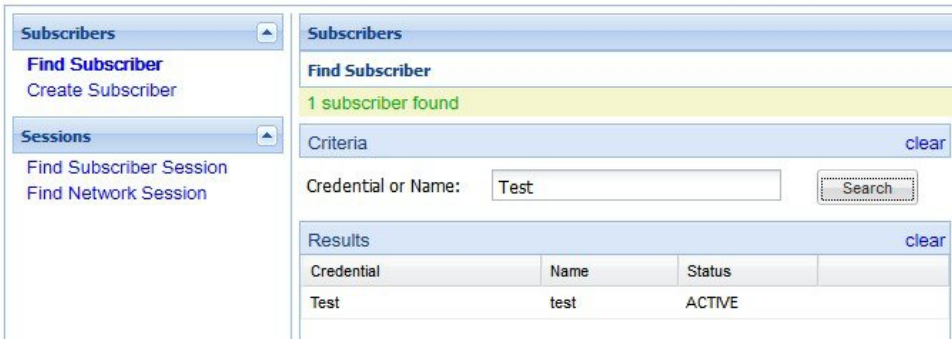 Subscribers
Find Subscriber
Create Subscriber
Sessions
Find Subscriber Session
Find Network Session
Subscribers
Find Subscriber
1 subscriber found
Criteria clear
Credential or Name: Test Search
Results clear
Credential Name Status
Test test ACTIVE